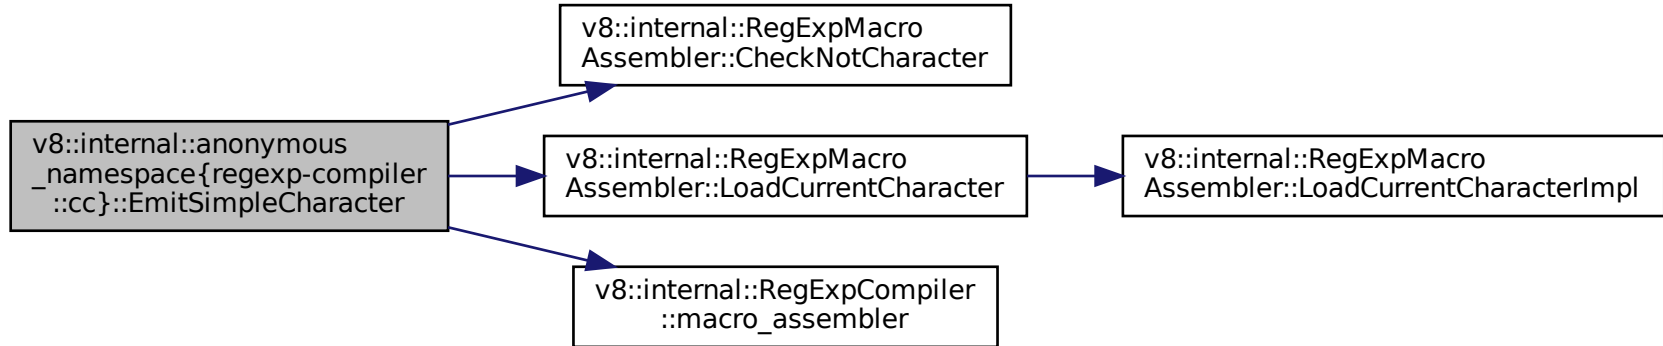 v8::internal::RegExpMacro
Assembler::CheckNotCharacter
v8::internal::anonymous
_namespace{regexp-compiler
::cc}::EmitSimpleCharacter
v8::internal::RegExpMacro
Assembler::LoadCurrentCharacter
v8::internal::RegExpMacro
Assembler::LoadCurrentCharacterImpl
v8::internal::RegExpCompiler
::macro_assembler